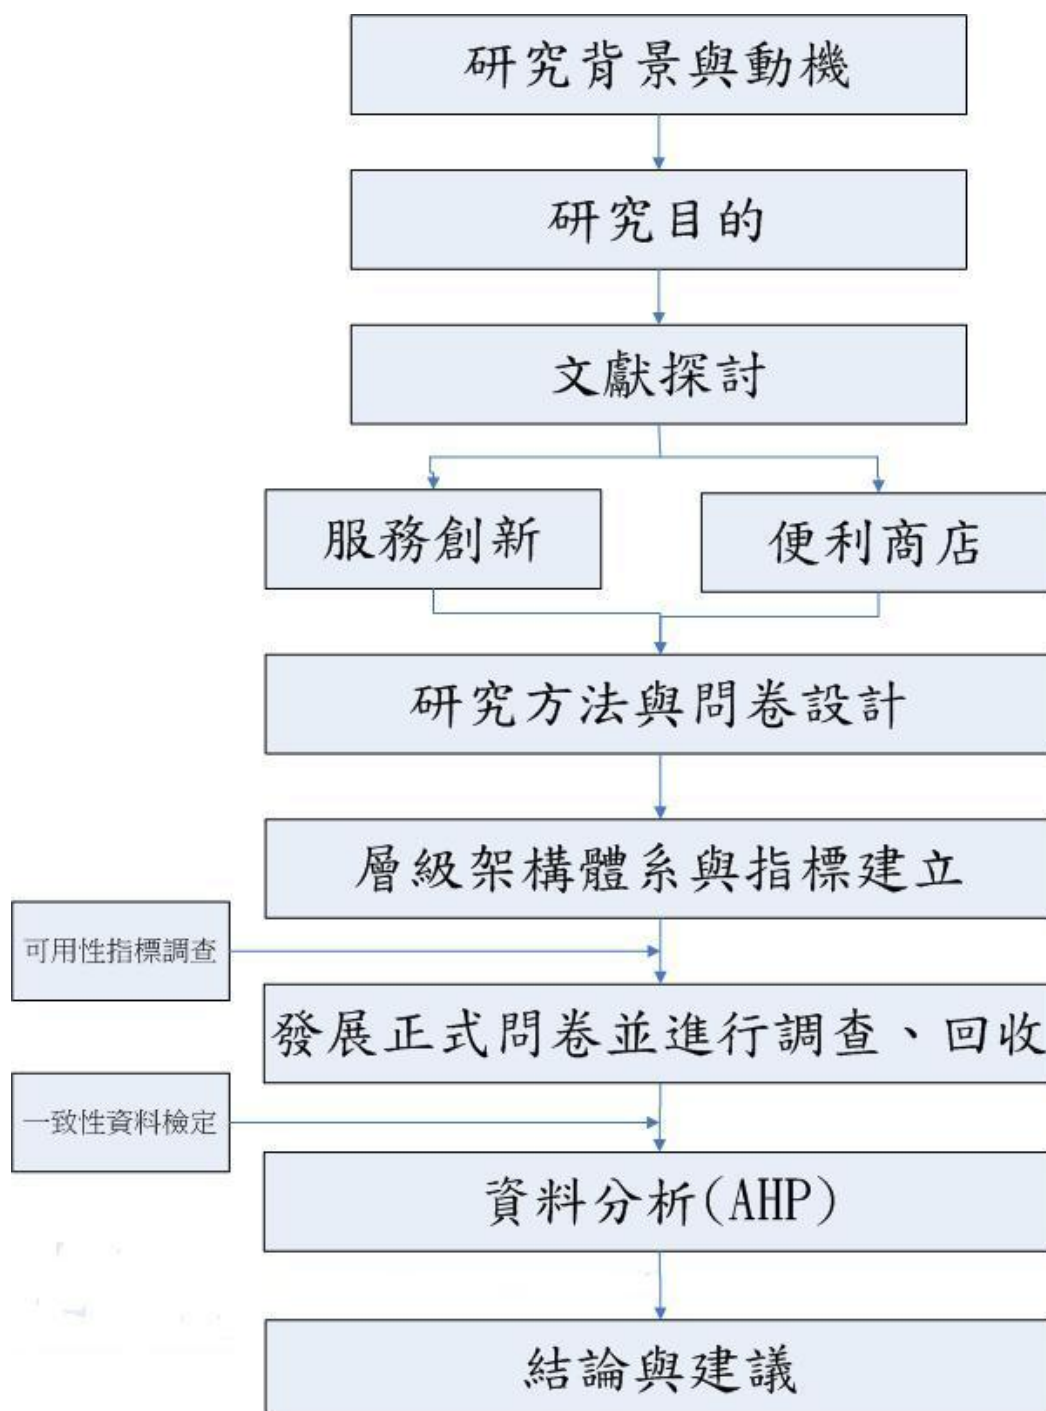 研究背景與動機
研究目的
文獻探討
服務創新
便利商店
研究方法與問卷設計
層級架構體系與指標建立
可用性指標調查
發展正式問卷並進行調查、回收
一致性資料檢定
資料分析(AHP)
結論與建議